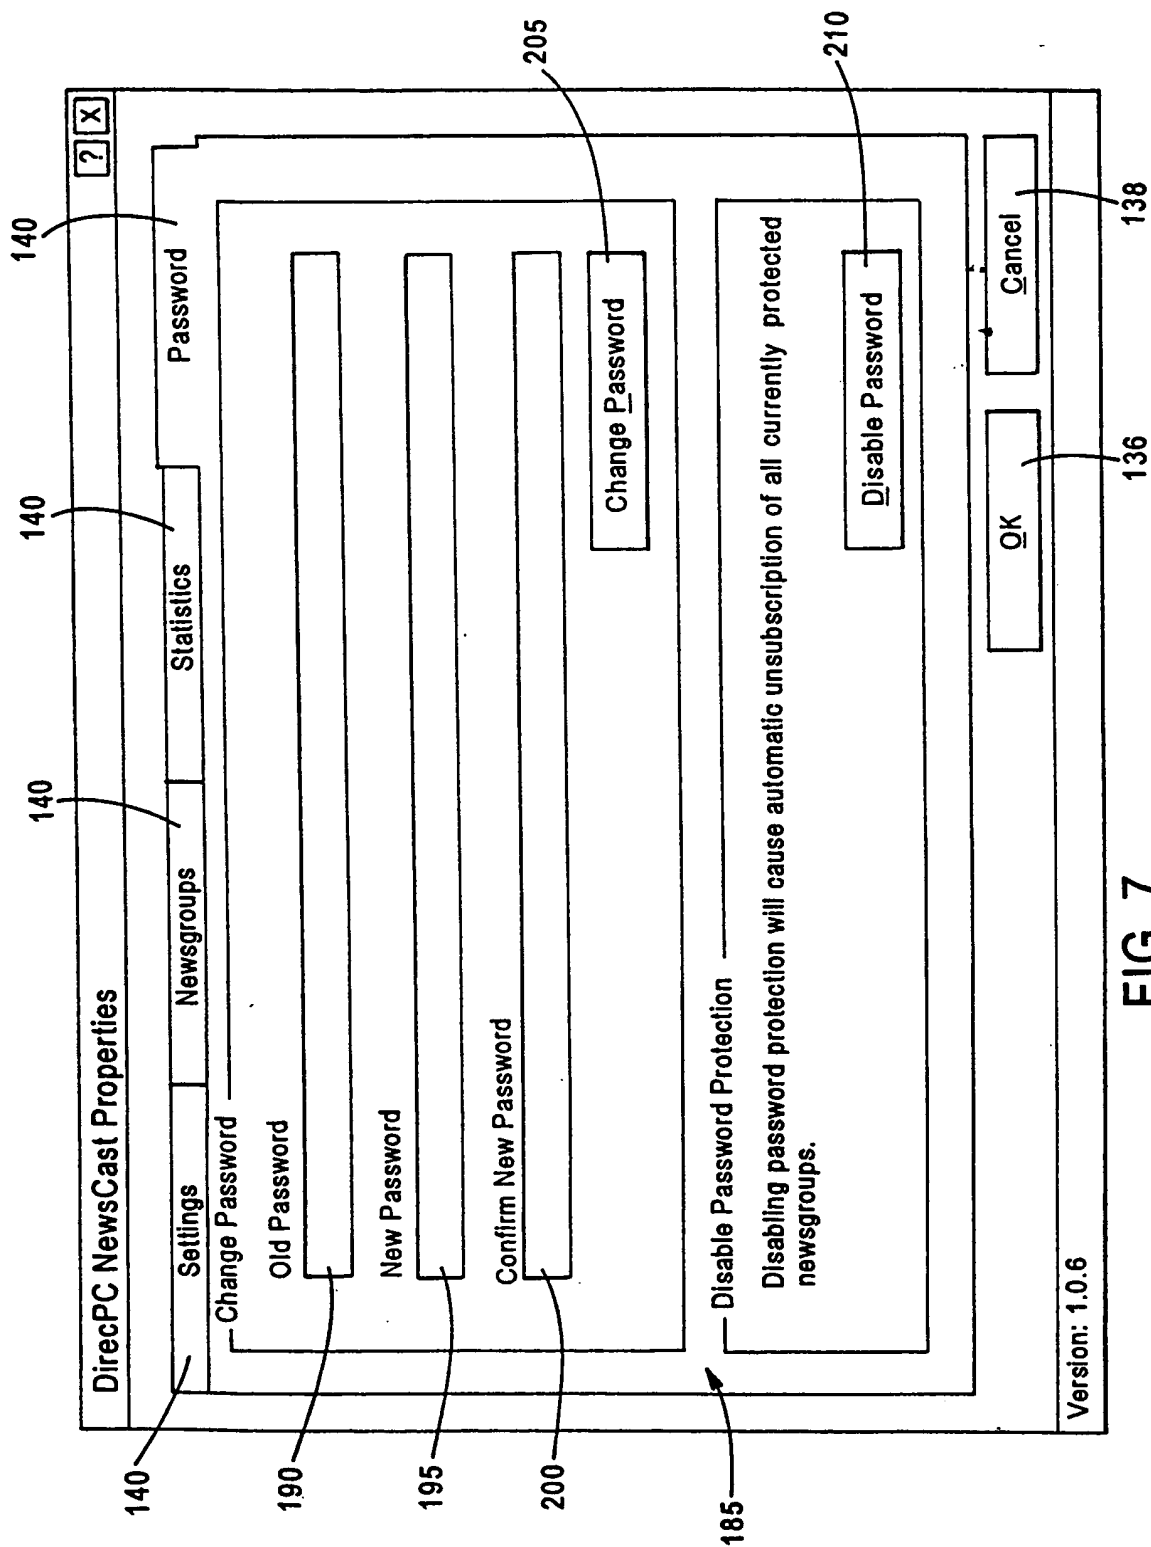 140
140
140
140
DirecPC NewsCast Properties
? X
Settings Newsgroups Statistics Password
Change Password
Old Password
190
New Password
195
Confirm New Password
200
Change Password
205
185
Disable Password Protection
Disabling password protection will cause automatic unsubscription of all currently protected
newsgroups.
Disable Password
210
OK Cancel
136
138
Version: 1.0.6
FIG. 7